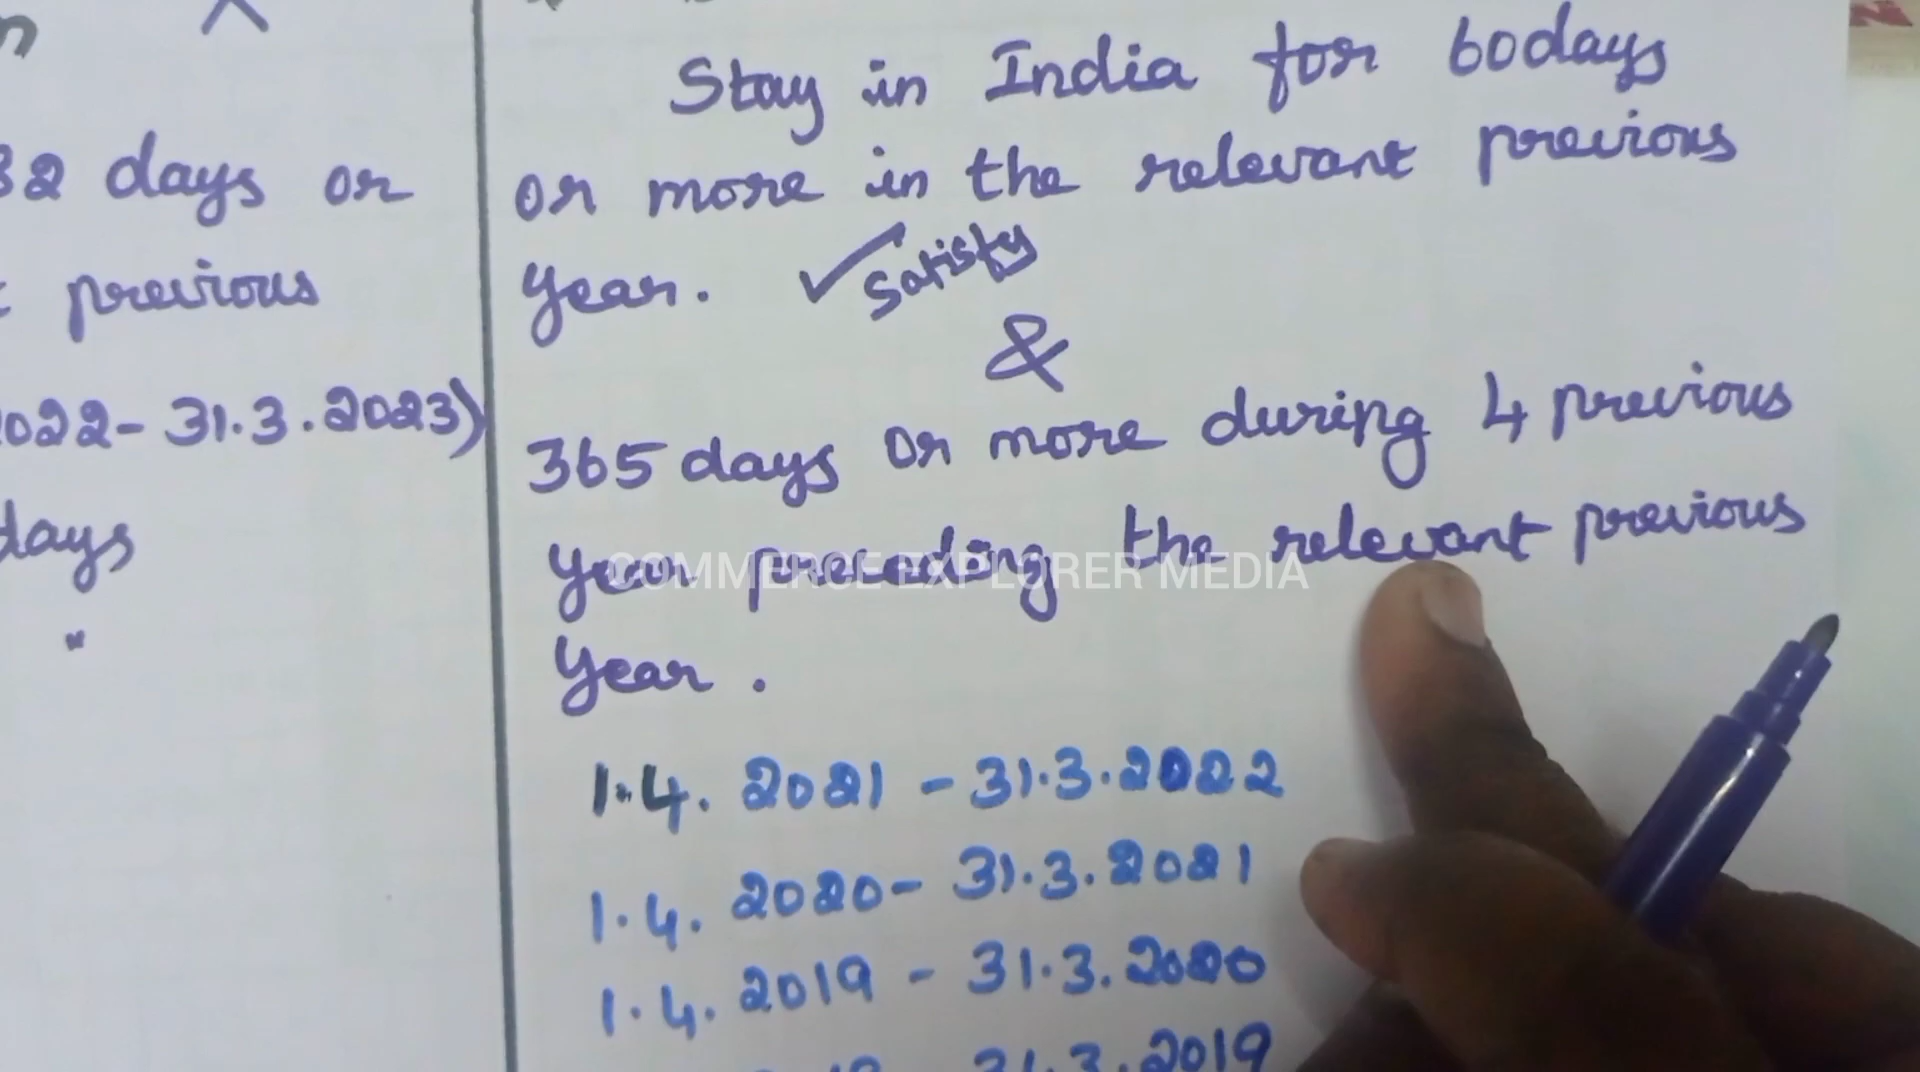 32 days or
previous
2022- 31.3.2023)
days
"
Stay in India for 60days
or more in the relevant previous
year. ✓ Satisfy
&
365 days or more during 4 previous
year preceding the relevant previous
Year.
COMMERCE EXPLORER MEDIA
1.4. 2021 - 31.3.2022
1.4. 2020- 31.3.2021
1.4. 2019 - 31.3.2020
31.3.2019